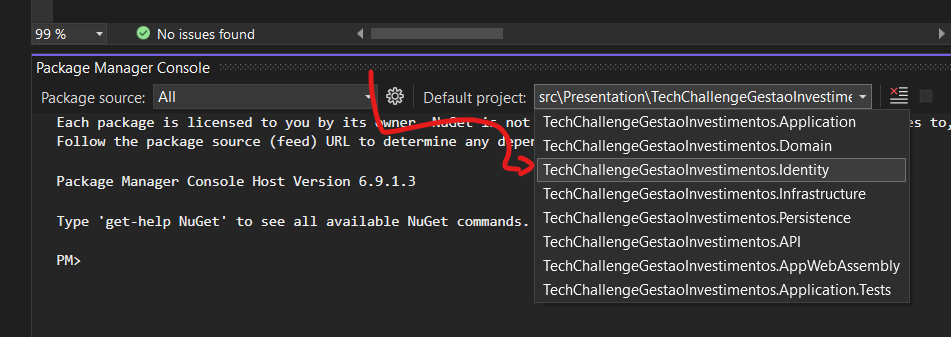 99 %
No issues found
Package Manager Console
Package source: All
Default project: src\Presentation\TechChallengeGestaoInvestime
Each package is licensed to you by its owner. NuGet is not
es to,
Follow the package source (feed) URL to determine any depe
Package Manager Console Host Version 6.9.1.3
Type 'get-help NuGet' to see all available NuGet commands.
PM>
TechChallengeGestaoInvestimentos.Application
TechChallengeGestaoInvestimentos.Domain
TechChallengeGestaoInvestimentos.Identity
TechChallengeGestaoInvestimentos.Infrastructure
TechChallengeGestaoInvestimentos.Persistence
TechChallengeGestaoInvestimentos.API
TechChallengeGestaoInvestimentos.AppWebAssembly
TechChallengeGestaoInvestimentos.Application.Tests